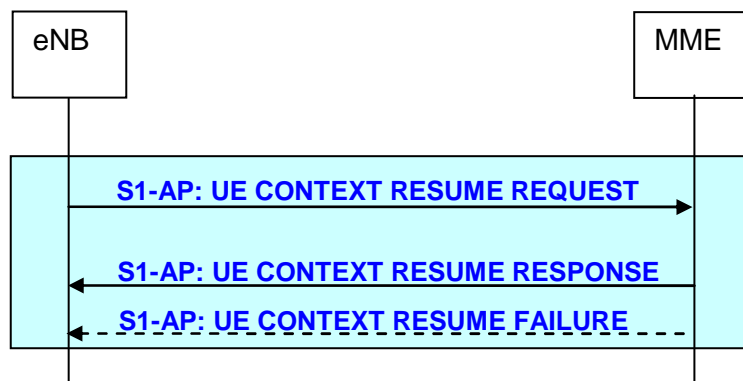 eNB
MME
S1-AP: UE CONTEXT RESUME REQUEST
S1-AP: UE CONTEXT RESUME RESPONSE
S1-AP: UE CONTEXT RESUME FAILURE